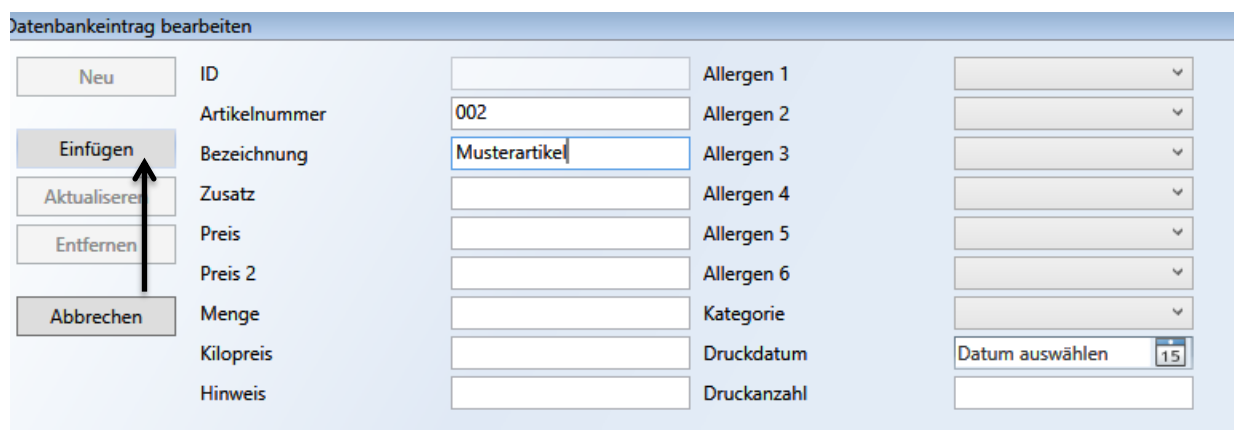 Datenbankeintrag bearbeiten
Neu
Einfügen
Aktualiseren
Entfernen
Abbrechen
ID
Artikelnummer 002
Bezeichnung Musterartikel
Zusatz
Preis
Preis 2
Menge
Kilopreis
Hinweis
Allergen 1
Allergen 2
Allergen 3
Allergen 4
Allergen 5
Allergen 6
Kategorie
Druckdatum Datum auswählen 15
Druckanzahl